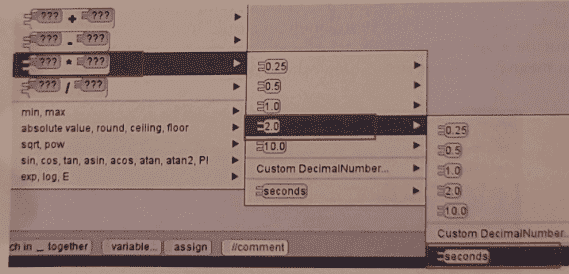 ??? + ???
??? - ???
??? * ???
??? / ???
min, max
absolute value, round, ceiling, floor
sqrt, pow
sin, cos, tan, asin, acos, atan, atan2, PI
exp, log, E
0.25
0.5
1.0
2.0
10.0
Custom DecimalNumber...
seconds
0.25
0.5
1.0
2.0
10.0
Custom DecimalNumber..
seconds
ch in _ together variable... assign //comment